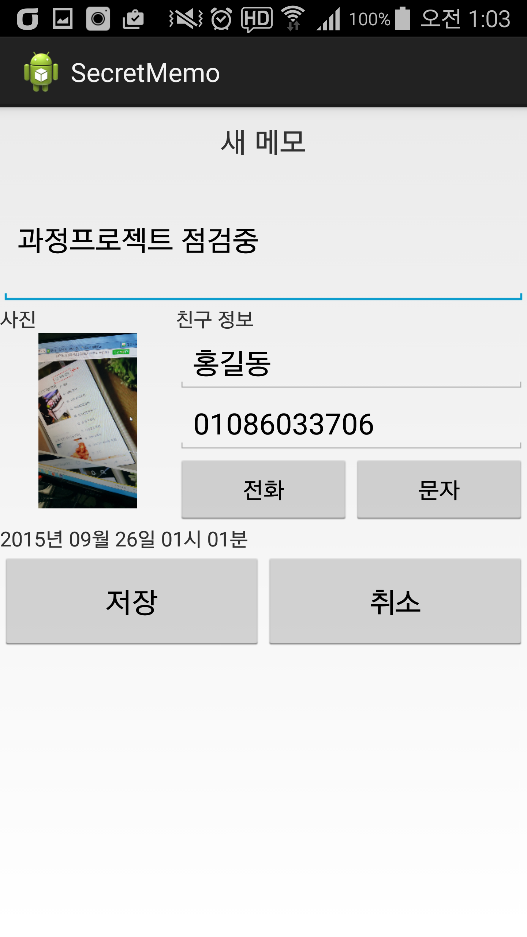 HD 100% 오전 1:03
SecretMemo
새 메모
과정프로젝트 점검중
사진 친구 정보
홍길동
01086033706
전화 문자
2015년 09월 26일 01시 01분
저장 취소